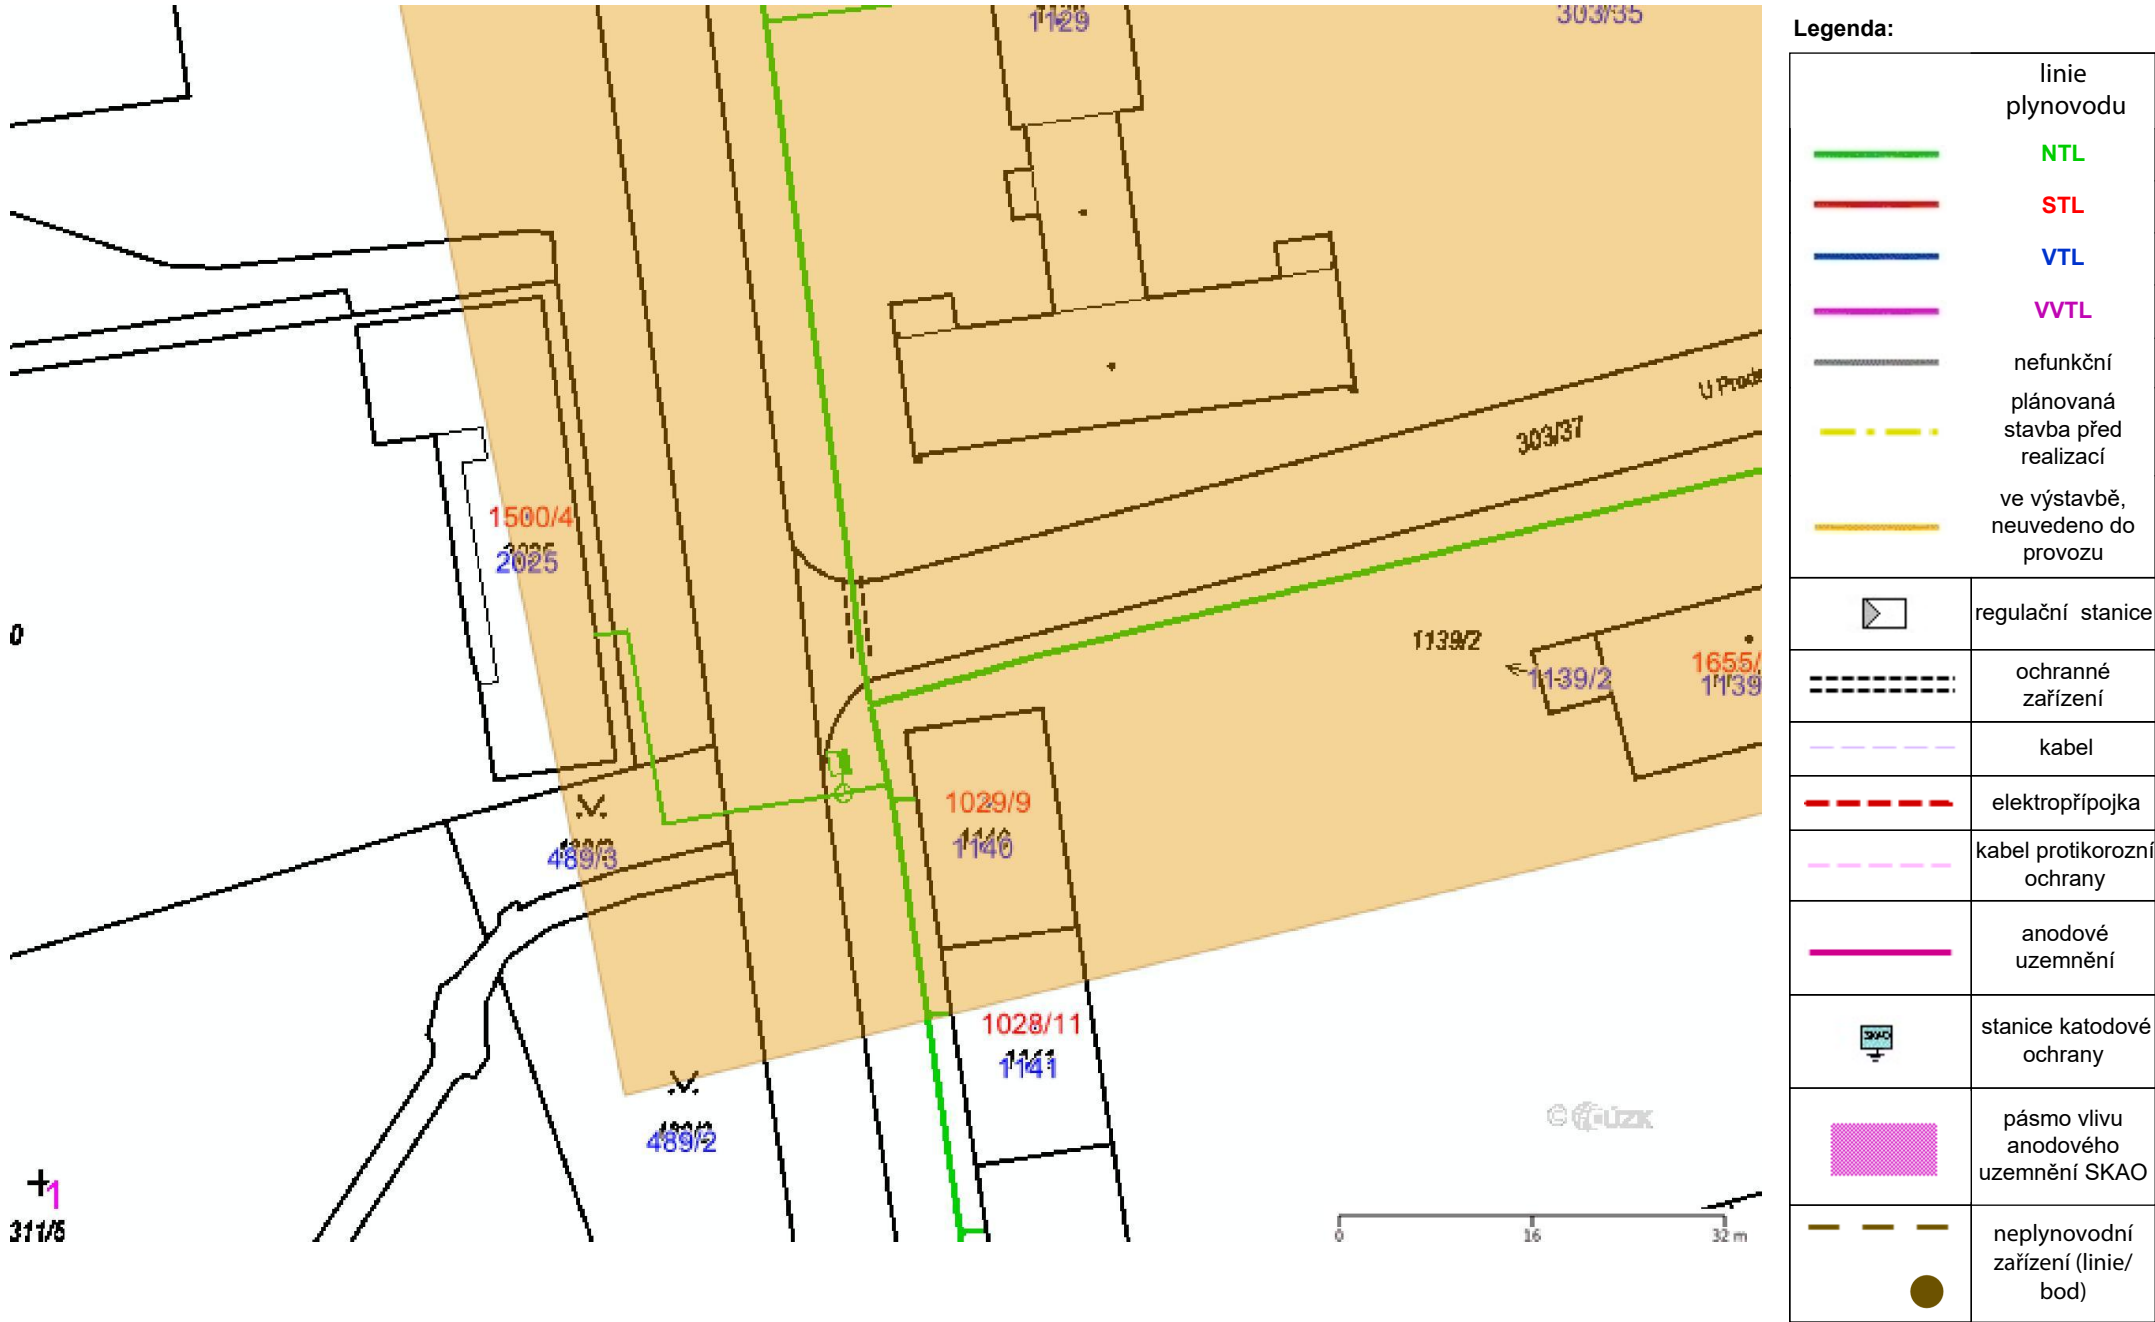 1129
303/35
303/37
1500/4
2025
0
1139/2
1139/2
1655/
1139
1029/9
1140
489/3
1028/11
1141
489/2
1
311/5
0 16 32 m
Legenda:
linie
plynovodu
NTL
STL
VTL
VVTL
nefunkční
plánovaná
stavba před
realizací
ve výstavbě,
neuvedeno do
provozu
regulační stanice
ochranné
zařízení
kabel
elektropřípojka
kabel protikorozní
ochrany
anodové
uzemnění
SKAO
stanice katodové
ochrany
pásmo vlivu
anodového
uzemnění SKAO
neplynovodní
zařízení (linie/
bod)